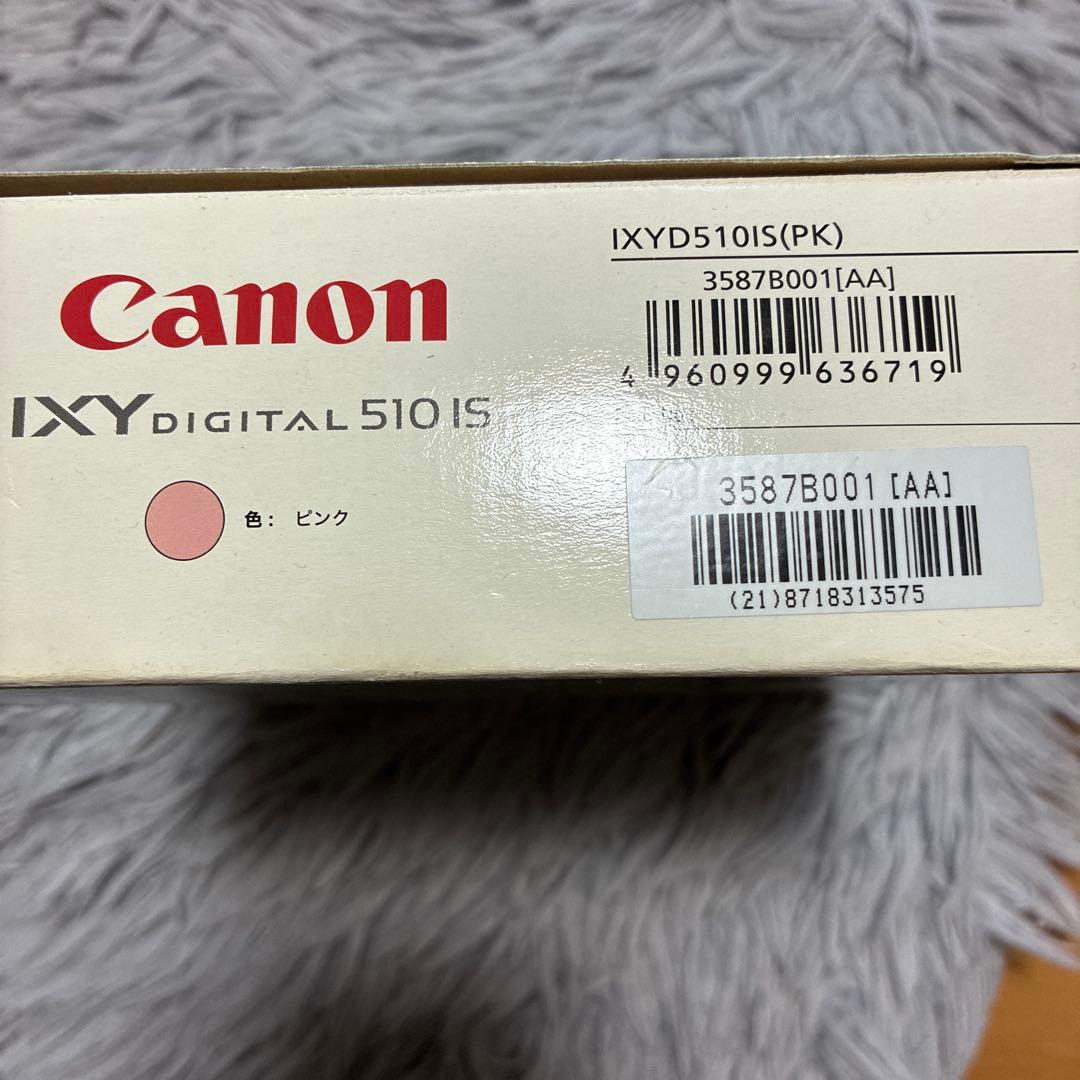 Canon
IXY DIGITAL 510 IS
色： ピンク
IXYD510IS(PK)
3587B001[AA]
4 960999 636719
3587B001 [AA]
(21)8718313575